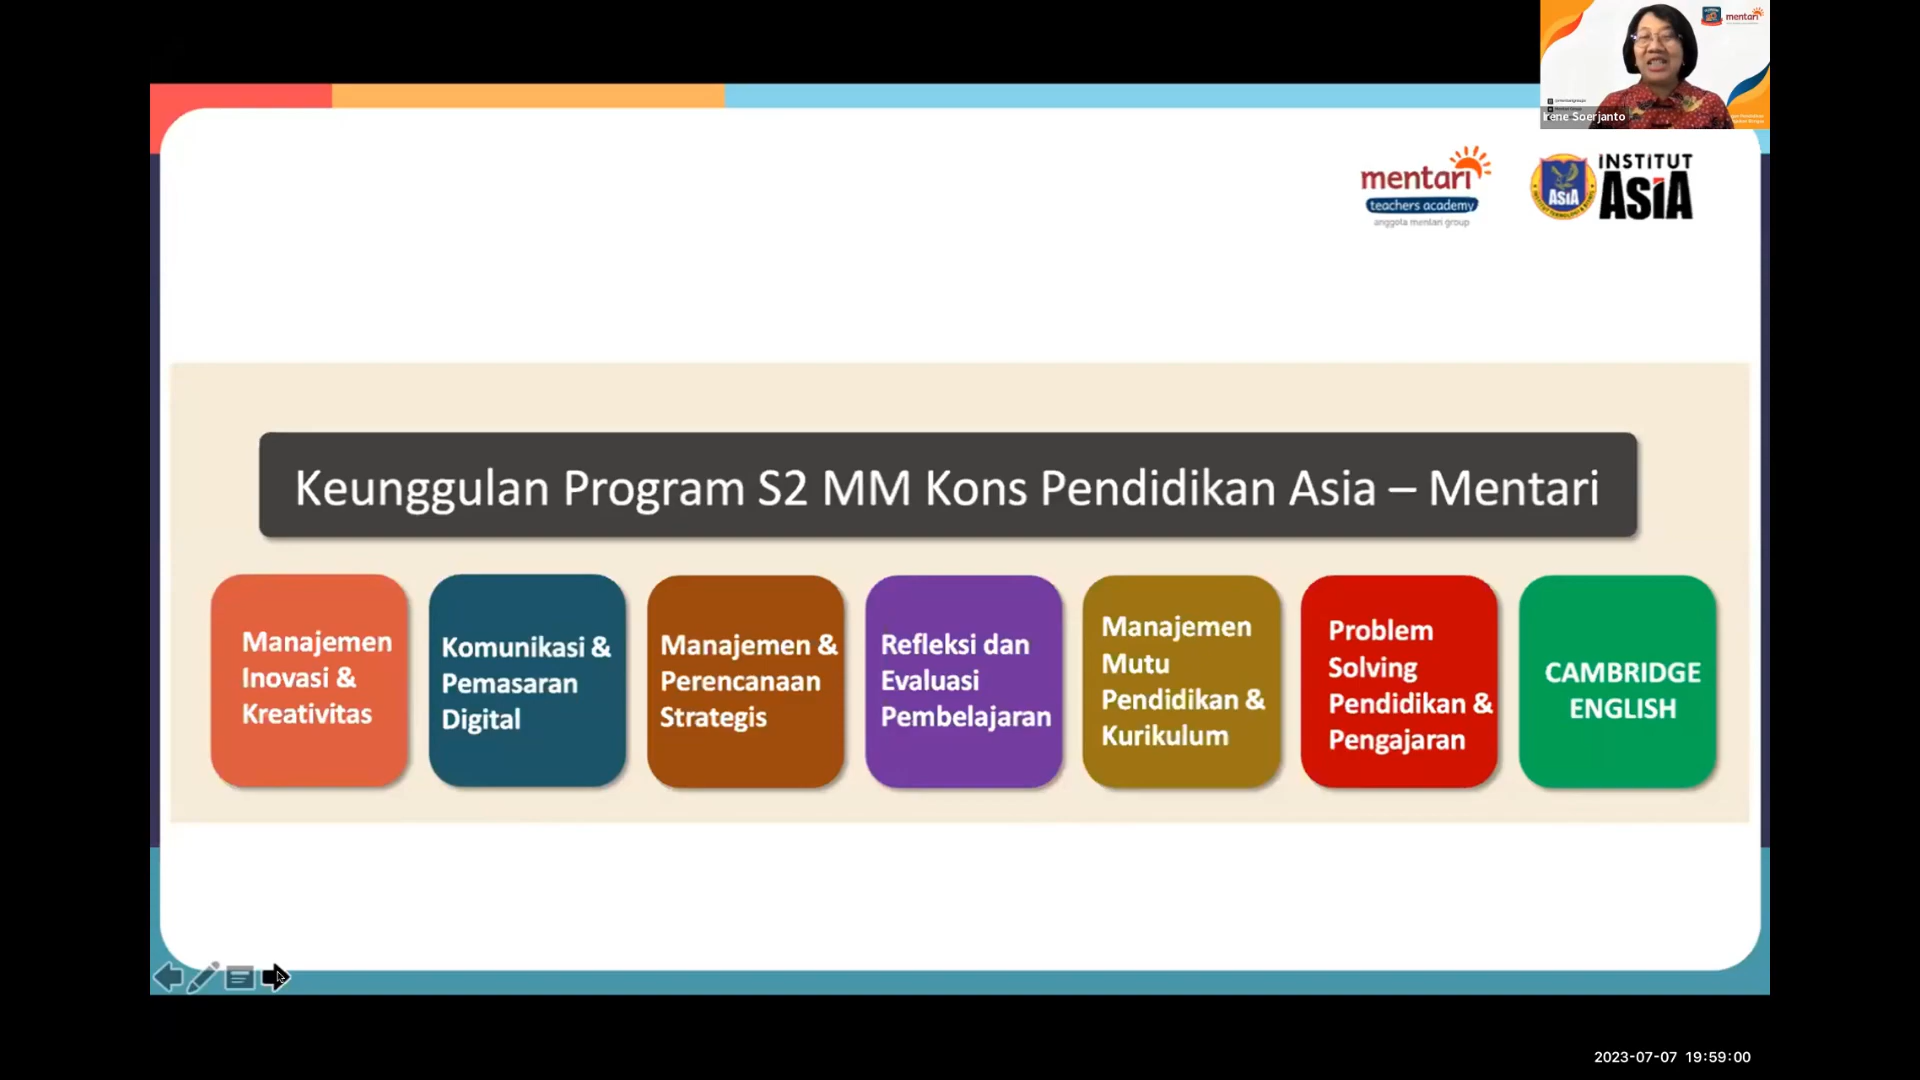 mentari
Irene Soerjanto
mentari
teachers academy
anggota mentari group
ASIA
INSTITUT
ASIA
Keunggulan Program S2 MM Kons Pendidikan Asia – Mentari
Manajemen
Inovasi &
Kreativitas
Komunikasi &
Pemasaran
Digital
Manajemen &
Perencanaan
Strategis
Refleksi dan
Evaluasi
Pembelajaran
Manajemen
Mutu
Pendidikan &
Kurikulum
Problem
Solving
Pendidikan &
Pengajaran
CAMBRIDGE
ENGLISH
2023-07-07 19:59:00